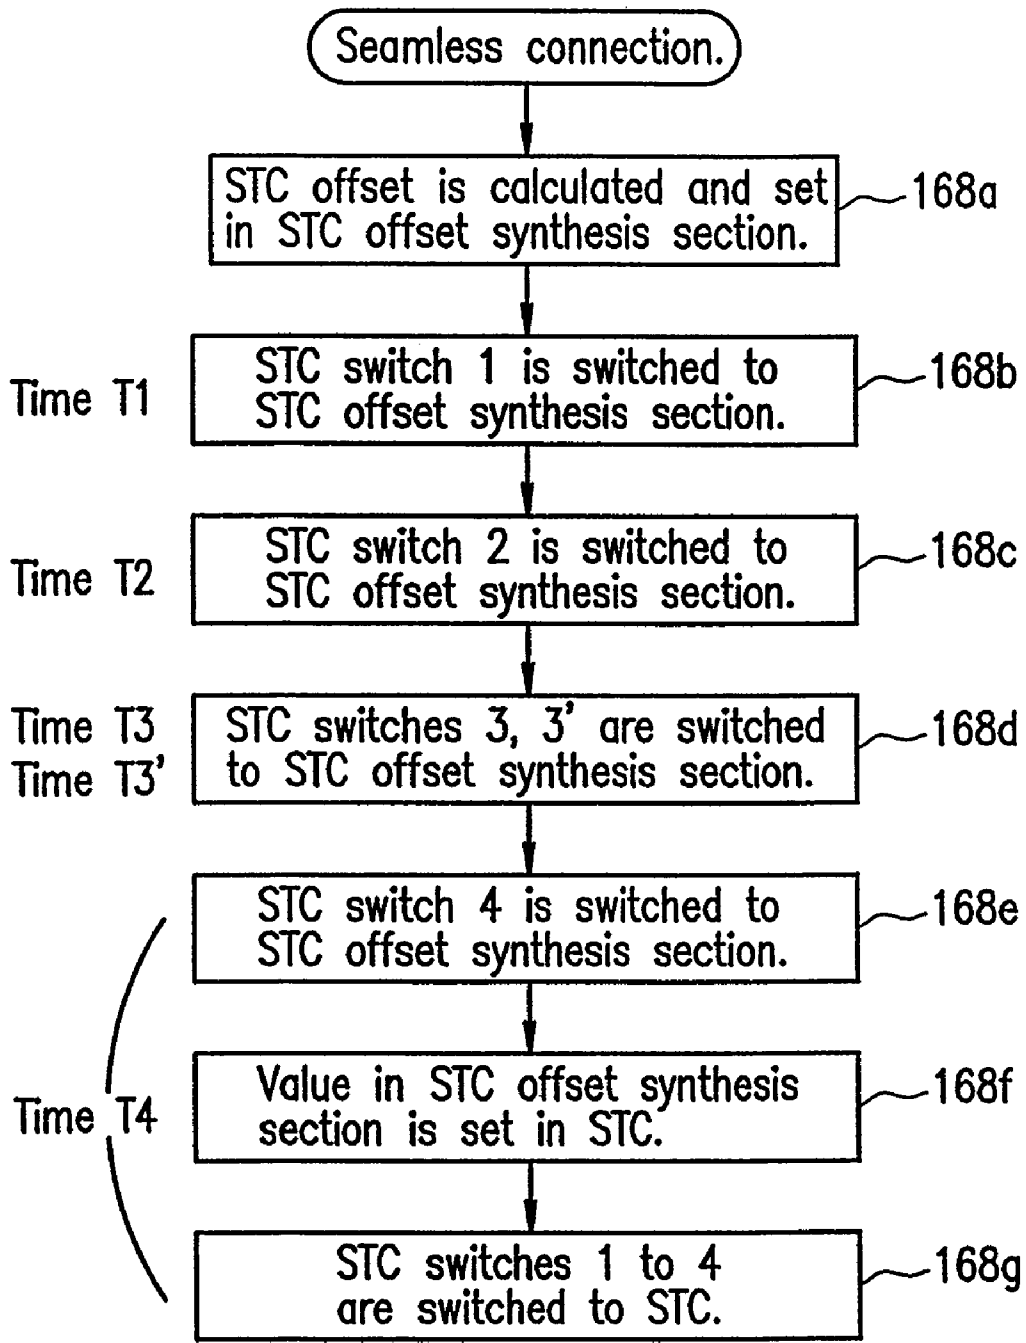 Seamless connection.
STC offset is calculated and set
in STC offset synthesis section.
168a
Time T1
STC switch 1 is switched to
STC offset synthesis section.
168b
Time T2
STC switch 2 is switched to
STC offset synthesis section.
168c
Time T3
Time T3'
STC switches 3, 3' are switched
to STC offset synthesis section.
168d
STC switch 4 is switched to
STC offset synthesis section.
168e
Time T4
Value in STC offset synthesis
section is set in STC.
168f
STC switches 1 to 4
are switched to STC.
168g